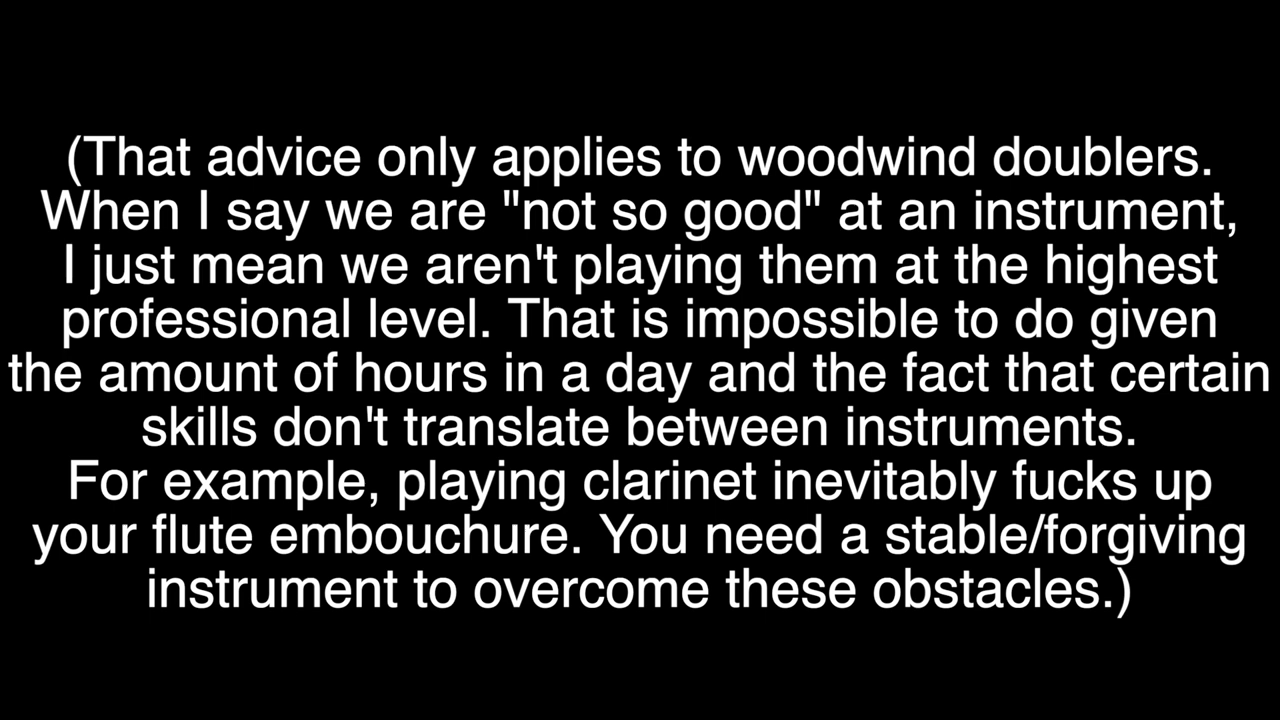 (That advice only applies to woodwind doublers.
When I say we are "not so good" at an instrument,
I just mean we aren't playing them at the highest
professional level. That is impossible to do given
the amount of hours in a day and the fact that certain
skills don't translate between instruments.
For example, playing clarinet inevitably fucks up
your flute embouchure. You need a stable/forgiving
instrument to overcome these obstacles.)